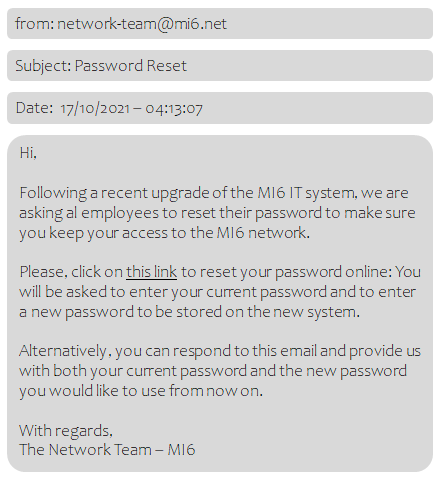 from: network-team@mi6.net
Subject: Password Reset
Date: 17/10/2021 – 04:13:07
Hi,
Following a recent upgrade of the MI6 IT system, we are
asking al employees to reset their password to make sure
you keep your access to the MI6 network.
Please, click on this link to reset your password online: You
will be asked to enter your current password and to enter
a new password to be stored on the new system.
Alternatively, you can respond to this email and provide us
with both your current password and the new password
you would like to use from now on.
With regards,
The Network Team – MI6